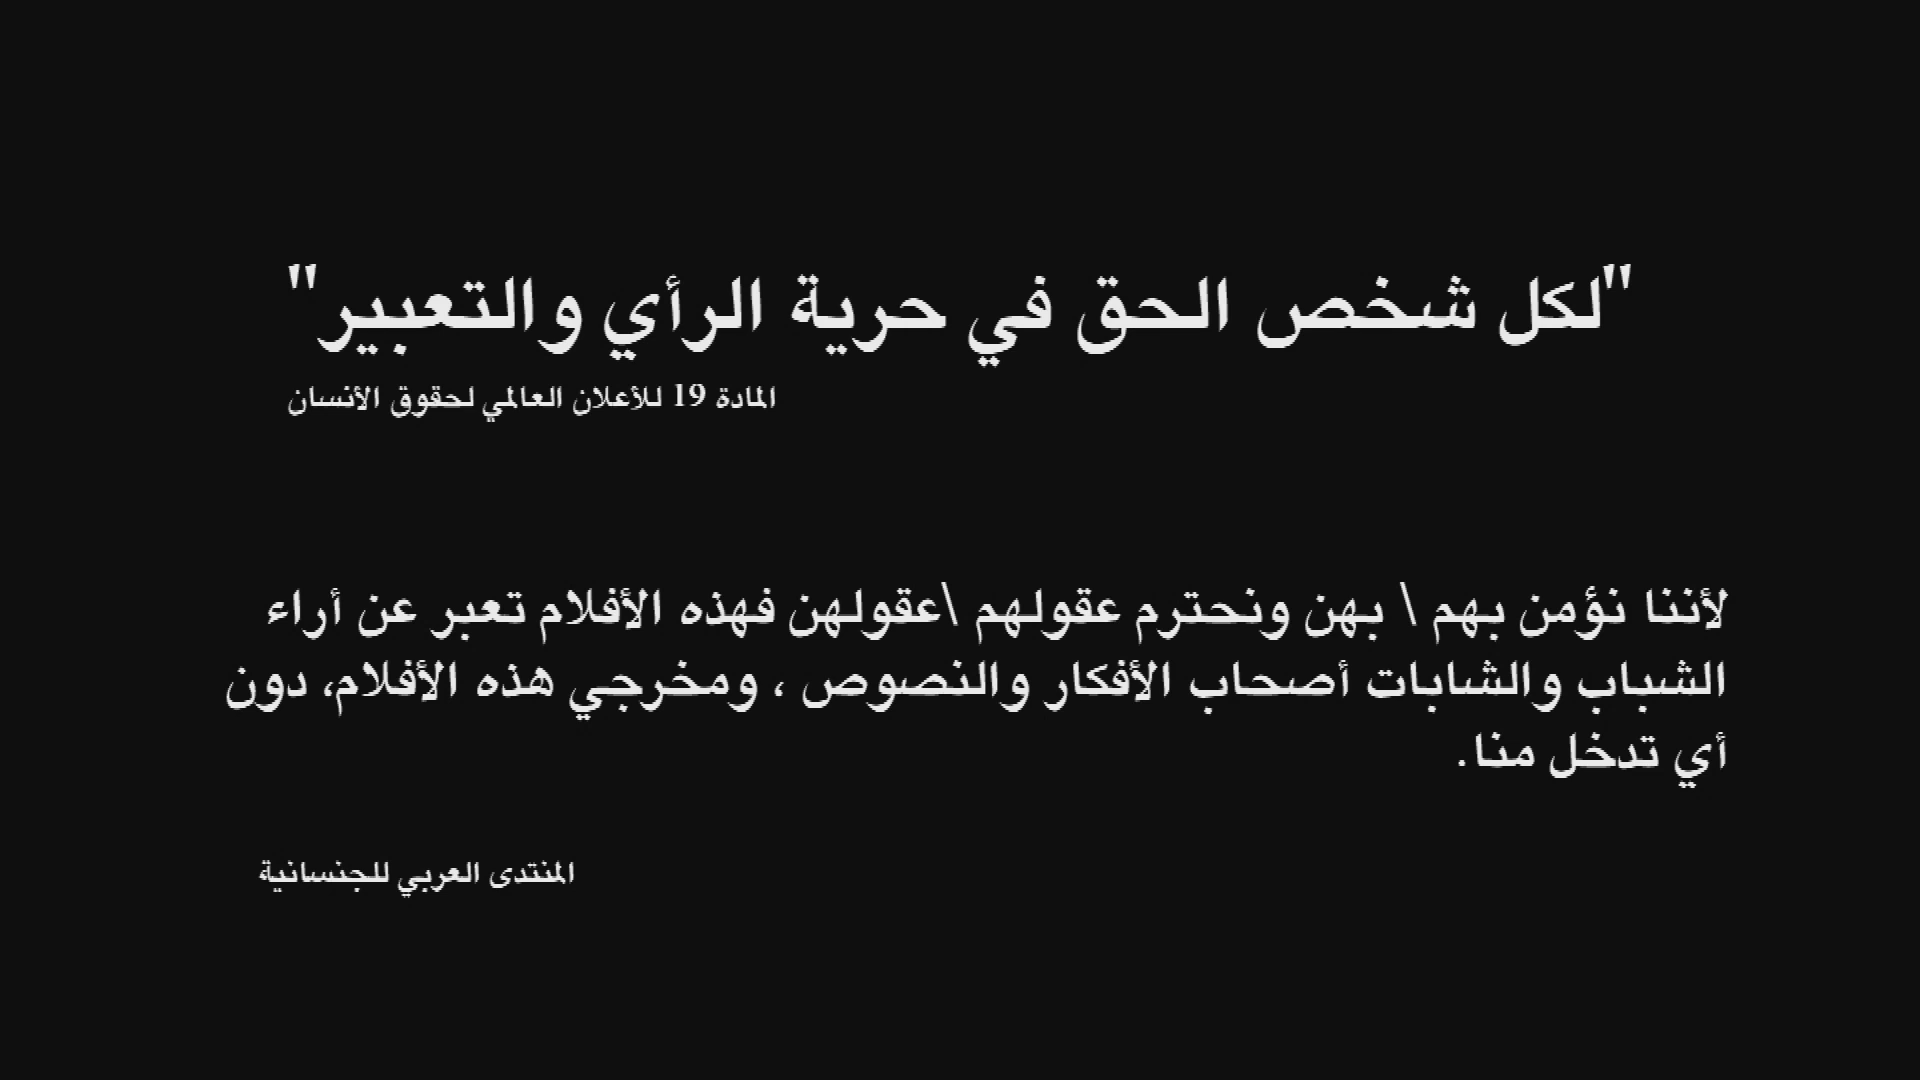 "لكل شخص الحق في حرية الرأي والتعبير"
المادة 19 للأعلان العالمي لحقوق الأنسان
لأننا نؤمن بهم \ بهن ونحترم عقولهم \عقولهن فهذه الأفلام تعبر عن أراء
الشباب والشابات أصحاب الأفكار والنصوص ، ومخرجي هذه الأفلام، دون
أي تدخل منا.
المنتدى العربي للجنسانية